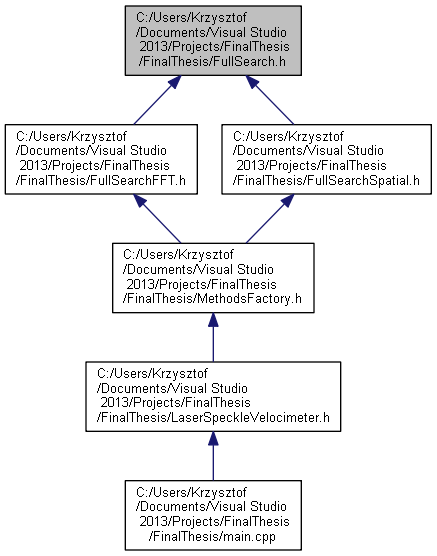 C:/Users/Krzysztof
/Documents/Visual Studio
2013/Projects/FinalThesis
/FinalThesis/FullSearch.h
C:/Users/Krzysztof
/Documents/Visual Studio
2013/Projects/FinalThesis
/FinalThesis/FullSearchFFT.h
C:/Users/Krzysztof
/Documents/Visual Studio
2013/Projects/FinalThesis
/FinalThesis/FullSearchSpatial.h
C:/Users/Krzysztof
/Documents/Visual Studio
2013/Projects/FinalThesis
/FinalThesis/MethodsFactory.h
C:/Users/Krzysztof
/Documents/Visual Studio
2013/Projects/FinalThesis
/FinalThesis/LaserSpeckleVelocimeter.h
C:/Users/Krzysztof
/Documents/Visual Studio
2013/Projects/FinalThesis
/FinalThesis/main.cpp